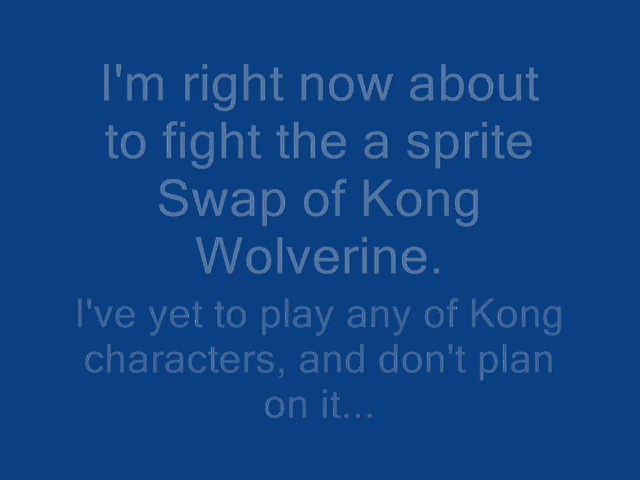 I'm right now about
to fight the a sprite
Swap of Kong
Wolverine.
I've yet to play any of Kong
characters, and don't plan
on it...